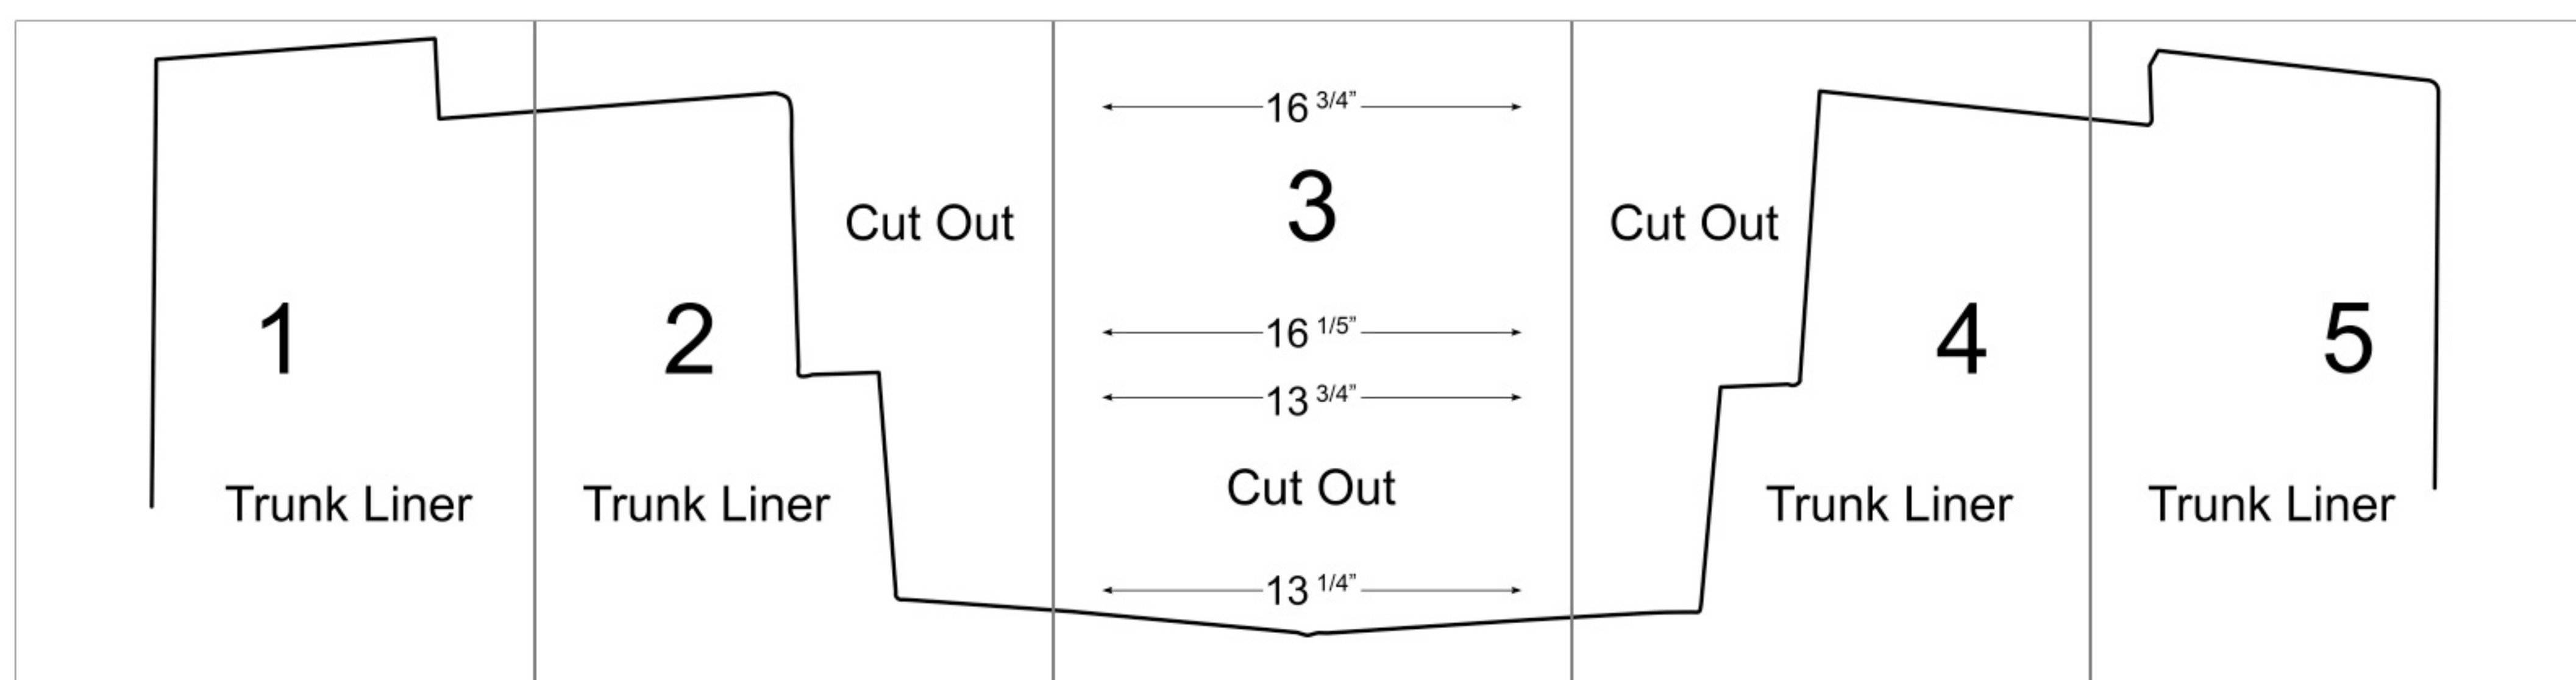 16 3/4”
3
Cut Out
Cut Out
1
2
16 1/5”
4
5
13 3/4”
Cut Out
Trunk Liner
Trunk Liner
Trunk Liner
Trunk Liner
13 1/4”